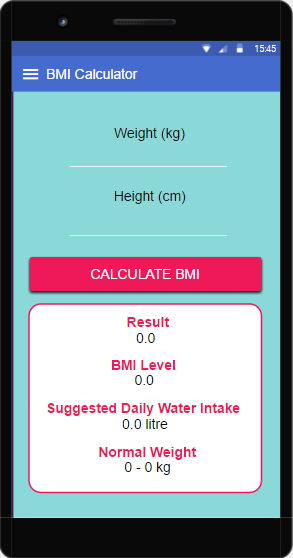 15:45
BMI Calculator
Weight (kg)
Height (cm)
CALCULATE BMI
Result
0.0
BMI Level
0.0
Suggested Daily Water Intake
0.0 litre
Normal Weight
0 - 0 kg